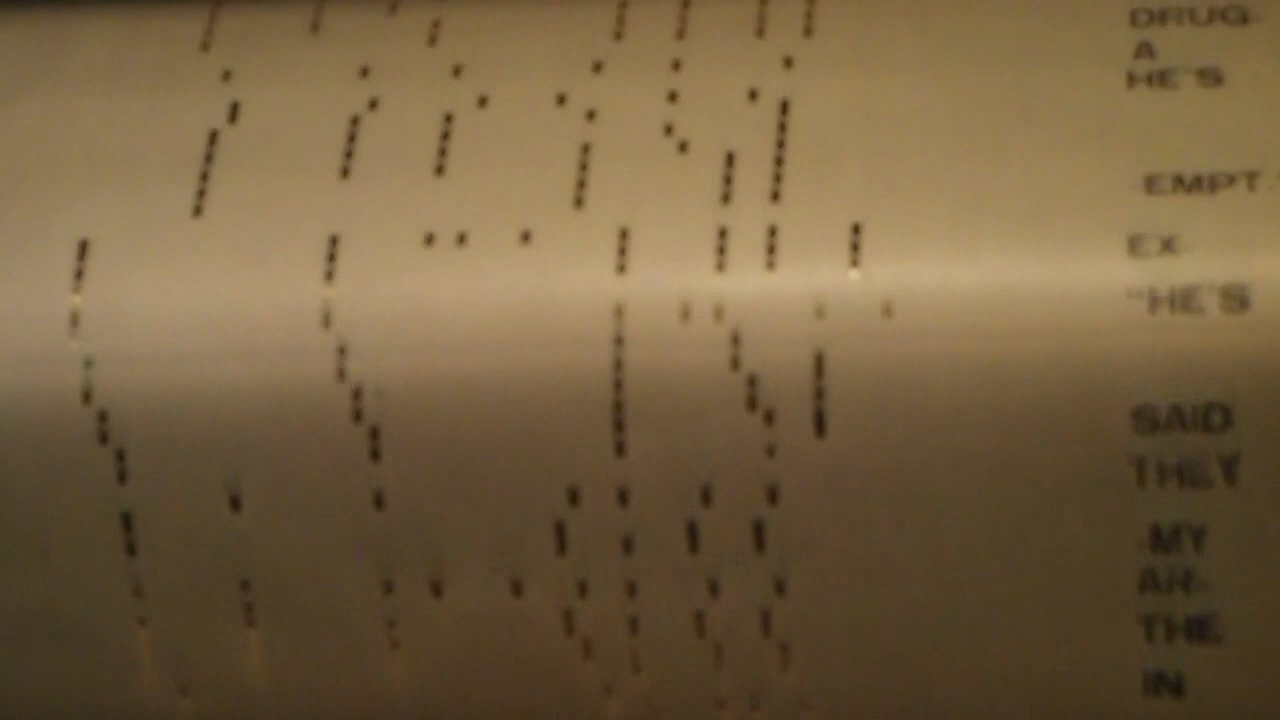 DRUG-
A
HE'S
-EMPT
EX-
"HE'S
SAID
THEY
-MY
AR-
THE
IN